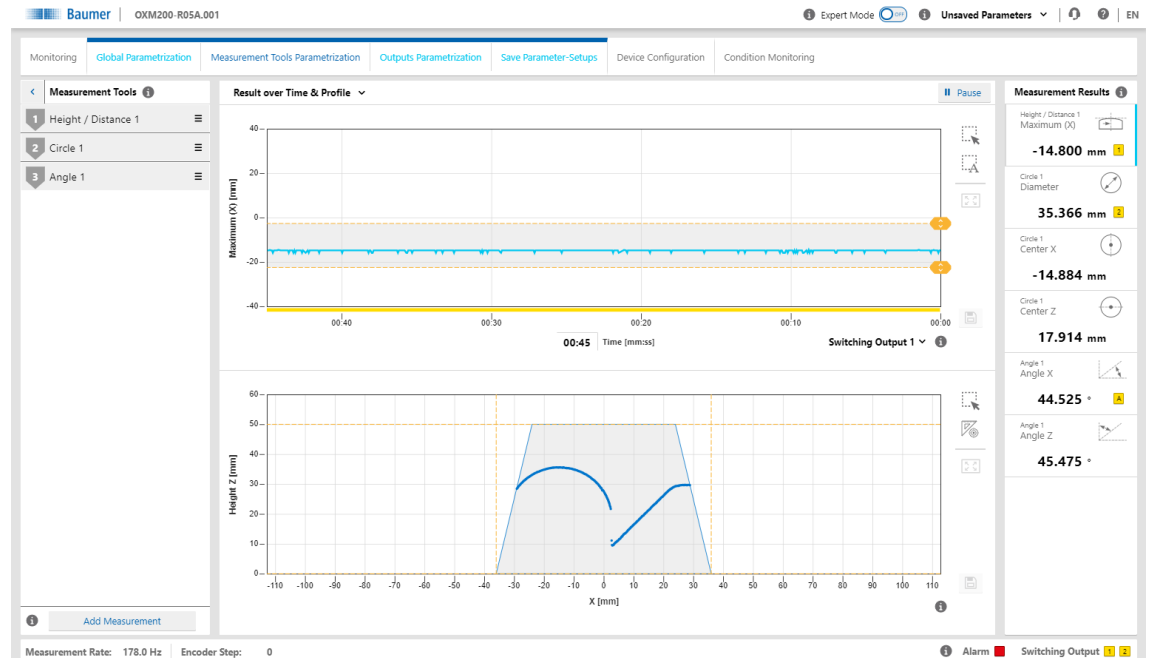 Baumer OXM200-R05A.001 Expert Mode OFF Unsaved Parameters EN
Monitoring Global Parametrization Measurement Tools Parametrization Outputs Parametrization Save Parameter-Setups Device Configuration Condition Monitoring
Measurement Tools
1 Height / Distance 1
2 Circle 1
3 Angle 1
Add Measurement
Result over Time & Profile
Pause
Maximum (X) [mm]
40
20
0
-20
-40
00:40 00:30 00:20 00:10 00:00
00:45 Time [mm:ss] Switching Output 1
Height Z [mm]
60
50
40
30
20
10
0
-110 -100 -90 -80 -70 -60 -50 -40 -30 -20 -10 0 10 20 30 40 50 60 70 80 90 100 110
X [mm]
Measurement Results
Height / Distance 1
Maximum (X)
-14.800 mm 1
Circle 1
Diameter
35.366 mm 2
Circle 1
Center X
-14.884 mm
Circle 1
Center Z
17.914 mm
Angle 1
Angle X
44.525 ° A
Angle 1
Angle Z
45.475 °
Measurement Rate: 178.0 Hz Encoder Step: 0 Alarm Switching Output 1 2